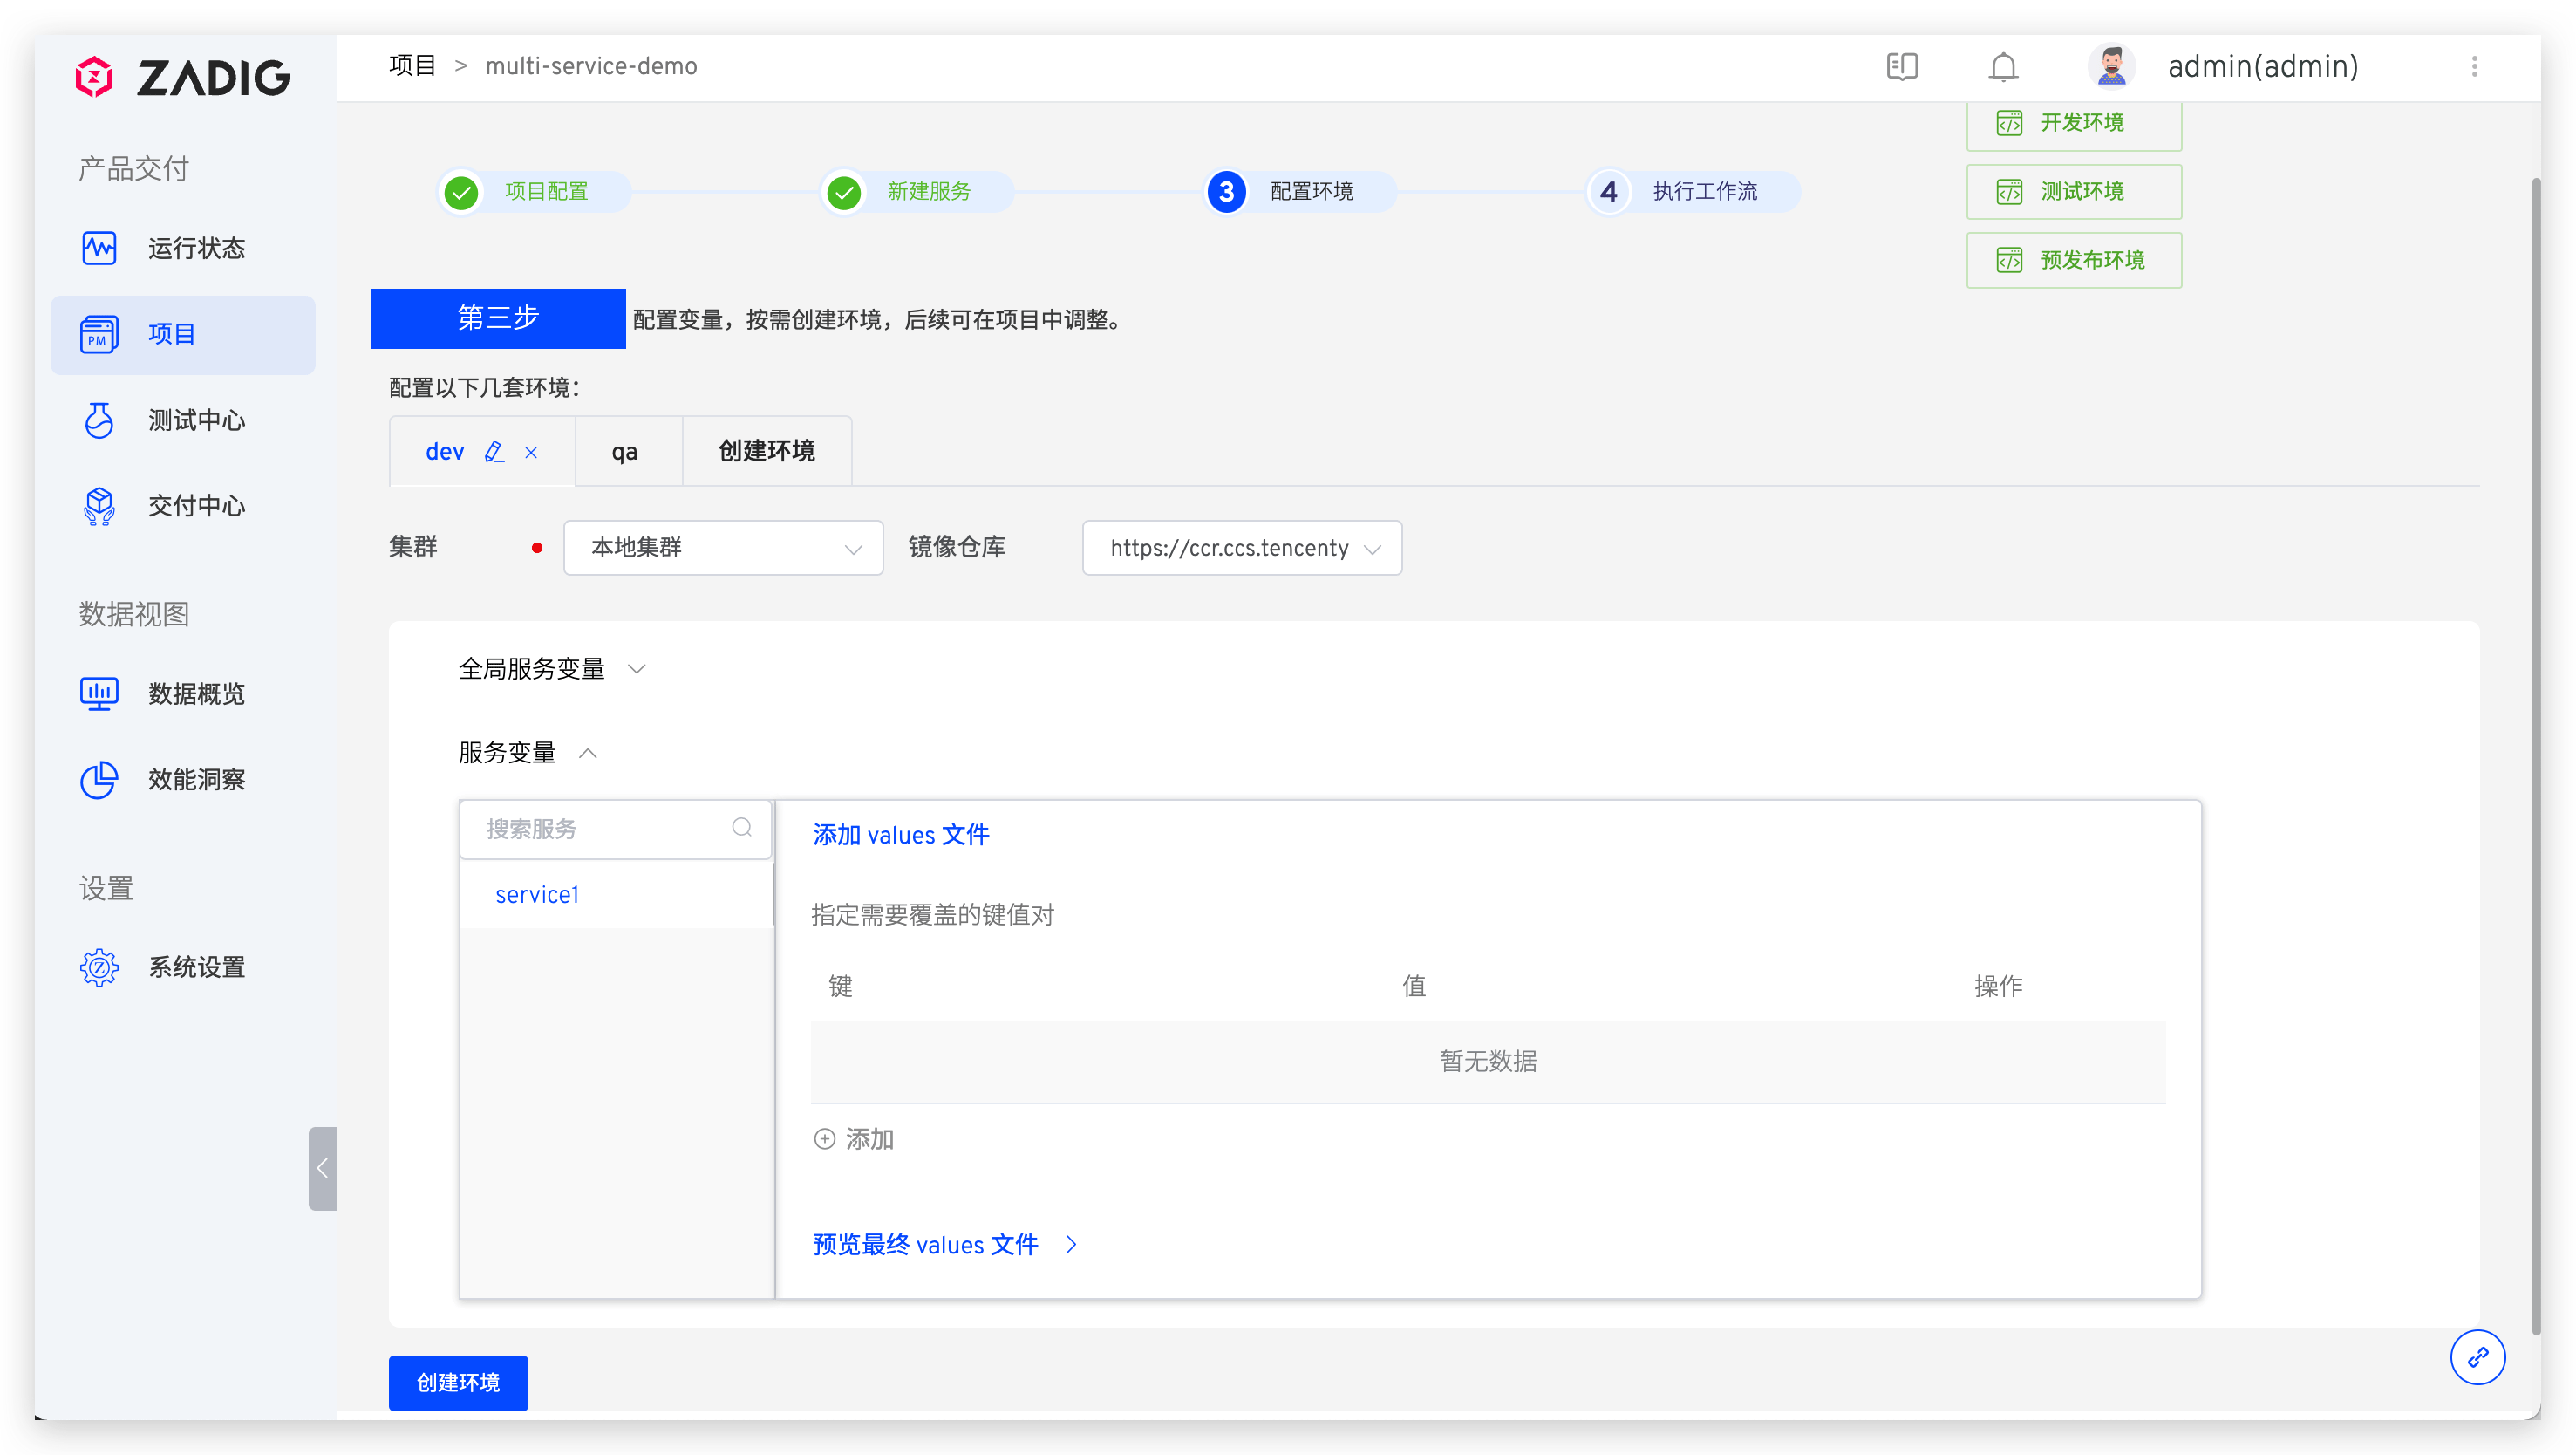 ZADIG
项目 > multi-service-demo
admin(admin)
产品交付
运行状态
PM
项目
测试中心
交付中心
数据视图
数据概览
效能洞察
设置
系统设置
项目配置
新建服务
3 配置环境
4 执行工作流
开发环境
测试环境
预发布环境
第三步 配置变量，按需创建环境，后续可在项目中调整。
配置以下几套环境：
dev qa 创建环境
集群 本地集群 镜像仓库 https://ccr.ccs.tencenty
全局服务变量
服务变量
搜索服务
service1
添加 values 文件
指定需要覆盖的键值对
键 值 操作
暂无数据
添加
预览最终 values 文件
创建环境